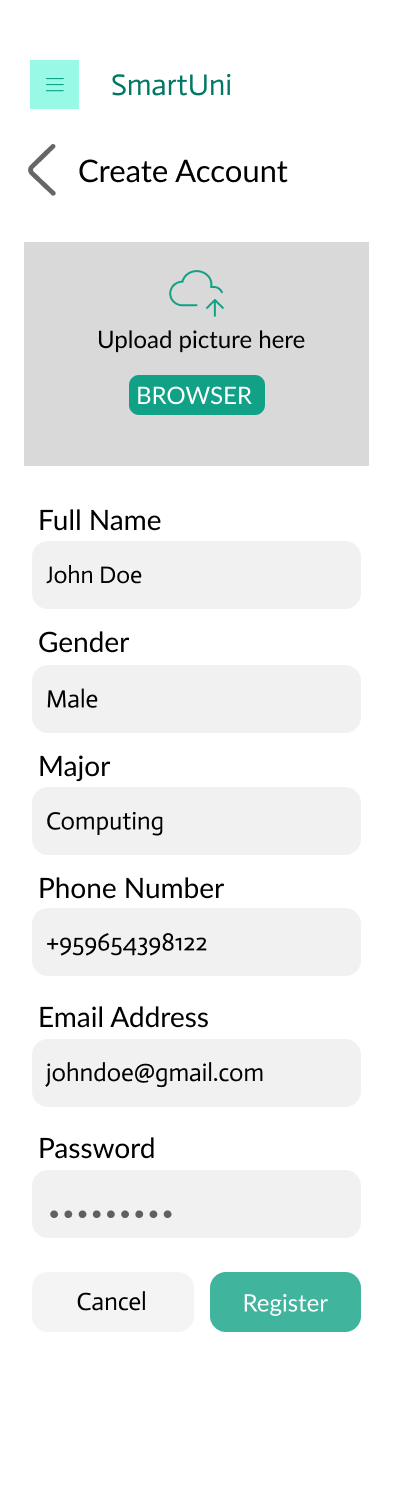 SmartUni
Create Account
Upload picture here
BROWSER
Full Name
John Doe
Gender
Male
Major
Computing
Phone Number
+959654398122
Email Address
johndoe@gmail.com
Password
•••••••••
Cancel Register